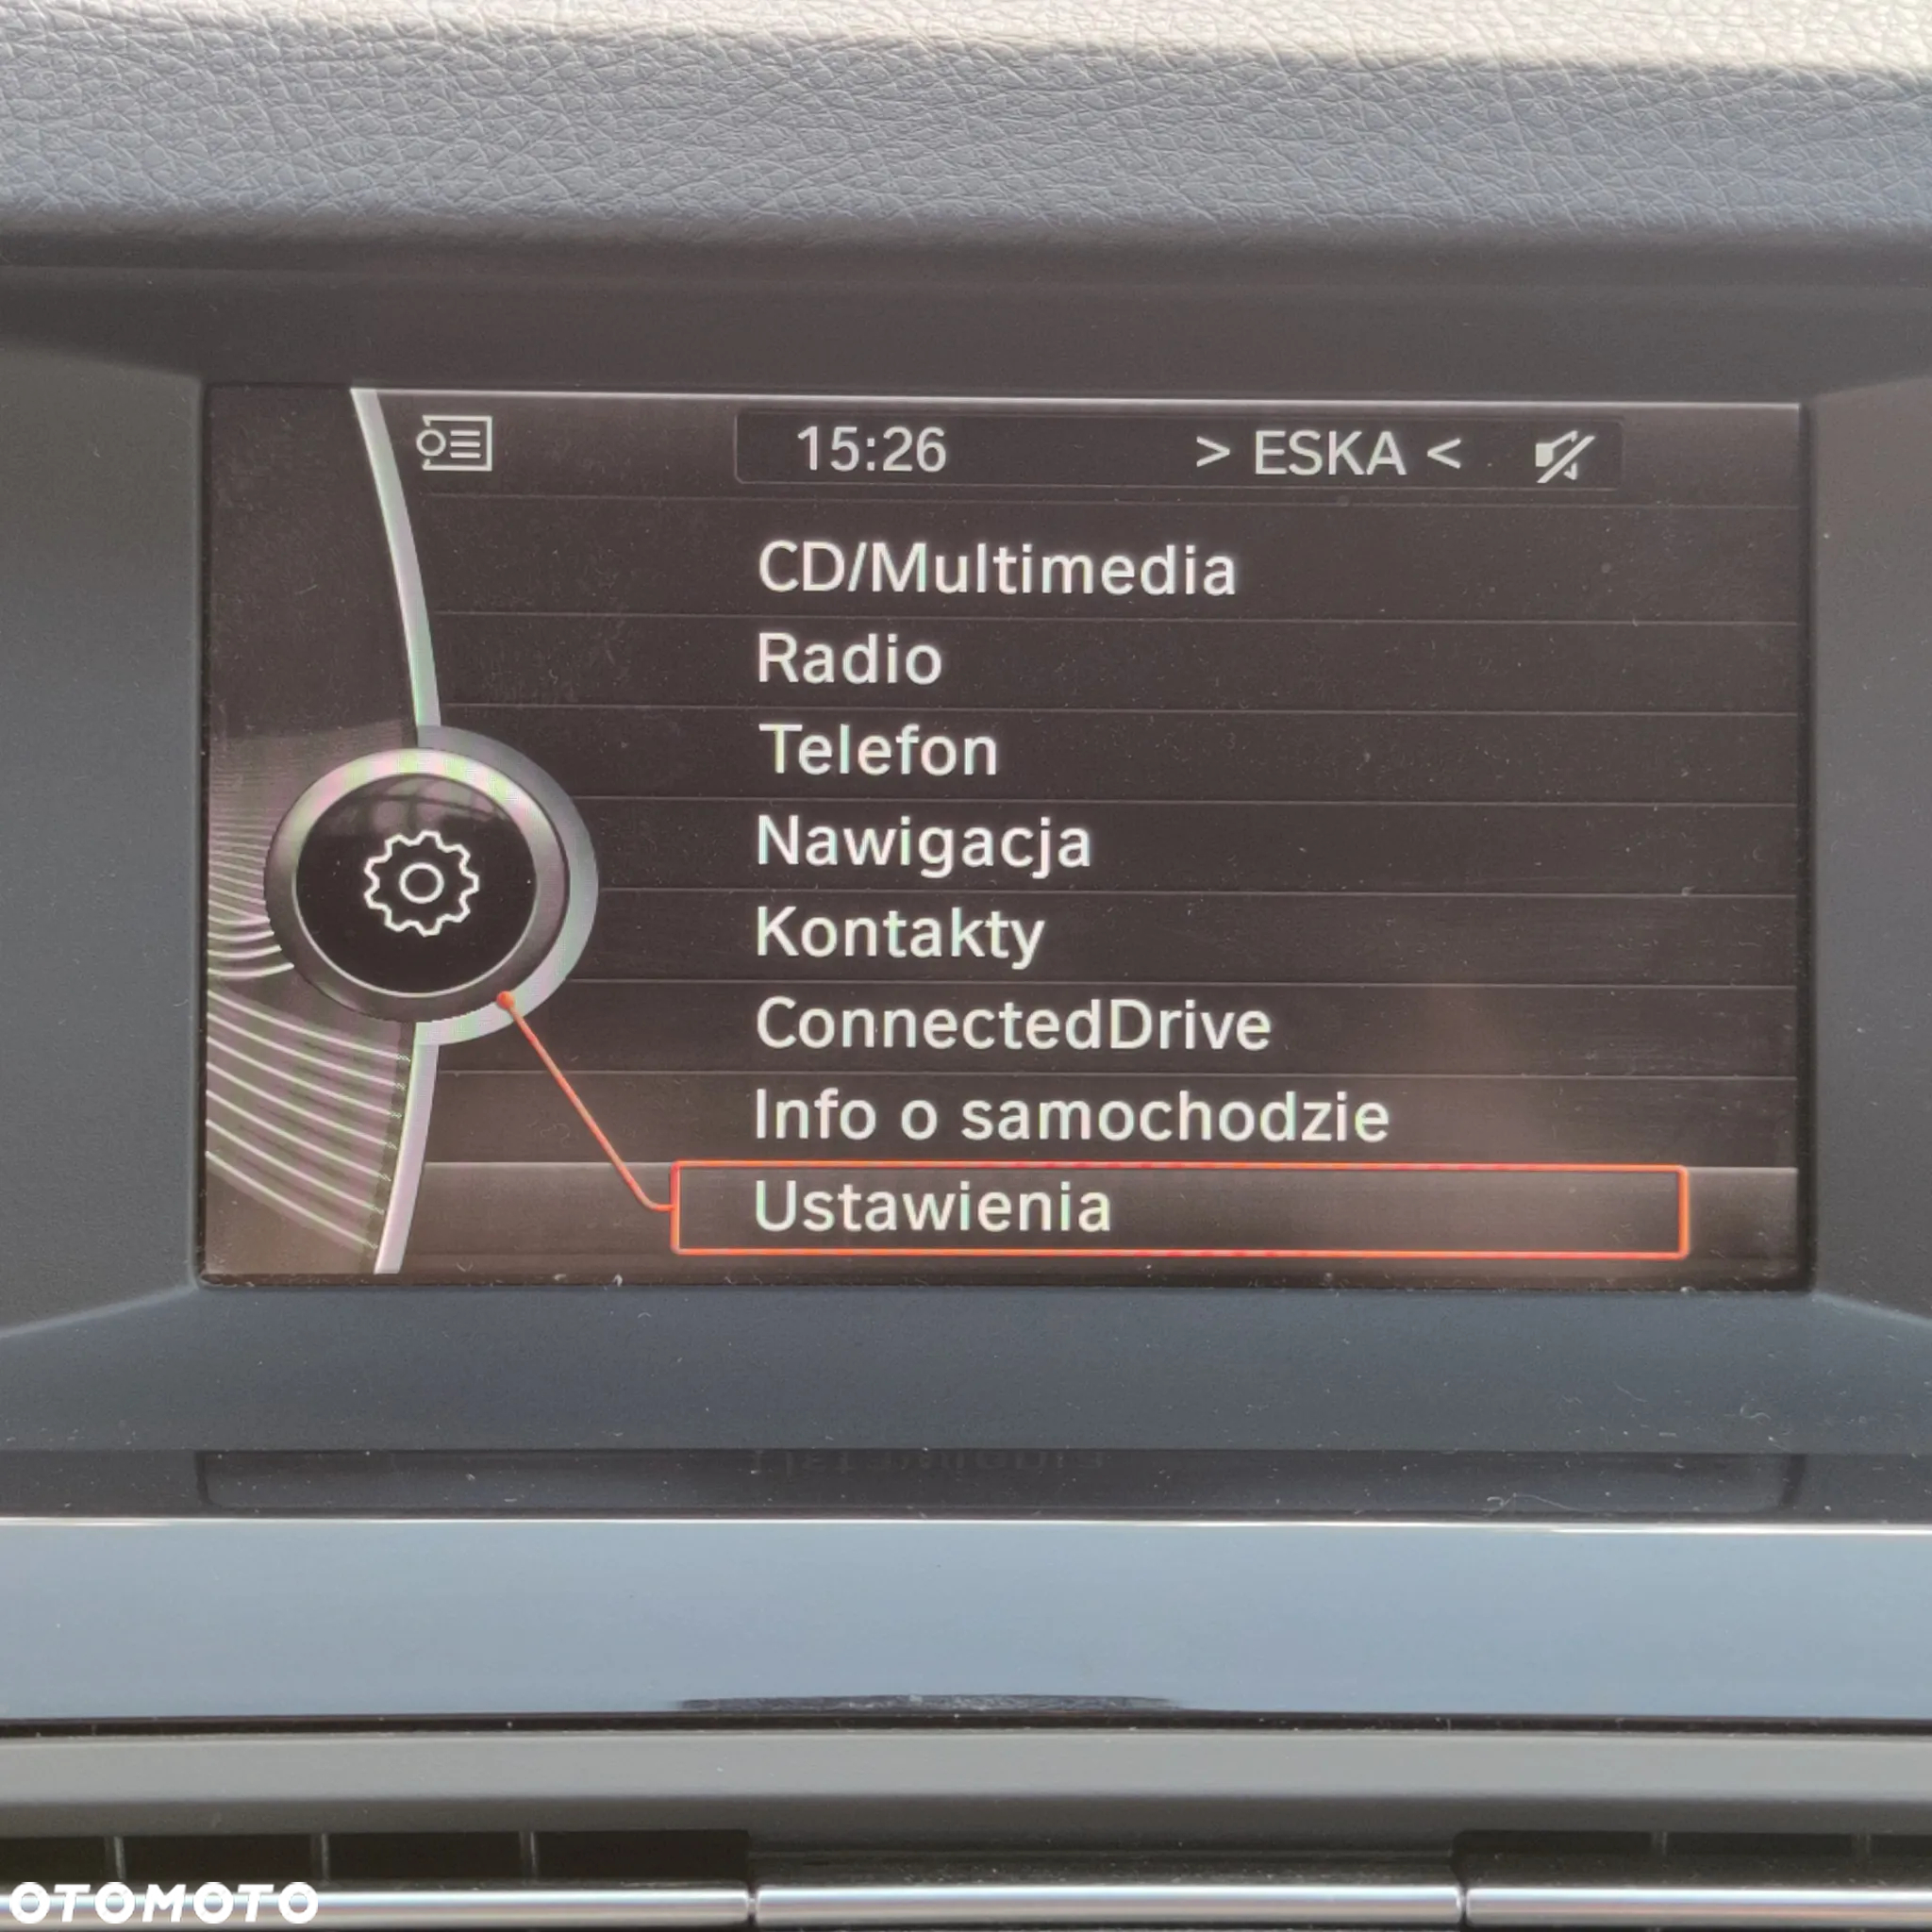 15:26 > ESKA <
CD/Multimedia
Radio
Telefon
Nawigacja
Kontakty
ConnectedDrive
Info o samochodzie
Ustawienia
OTOMOTO